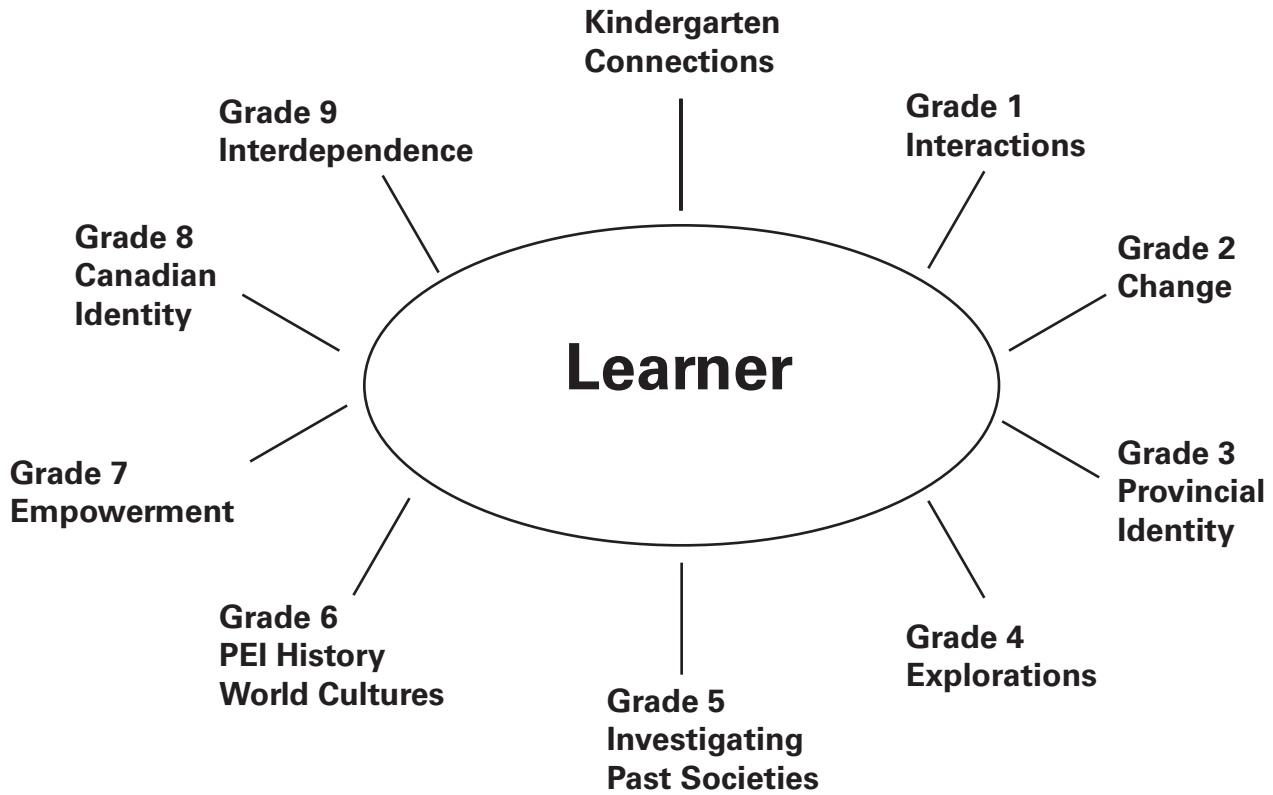 Kindergarten
Connections
Grade 1
Interactions
Grade 2
Change
Grade 3
Provincial
Identity
Grade 4
Explorations
Grade 5
Investigating
Past Societies
Grade 6
PEI History
World Cultures
Grade 7
Empowerment
Grade 8
Canadian
Identity
Grade 9
Interdependence
Learner